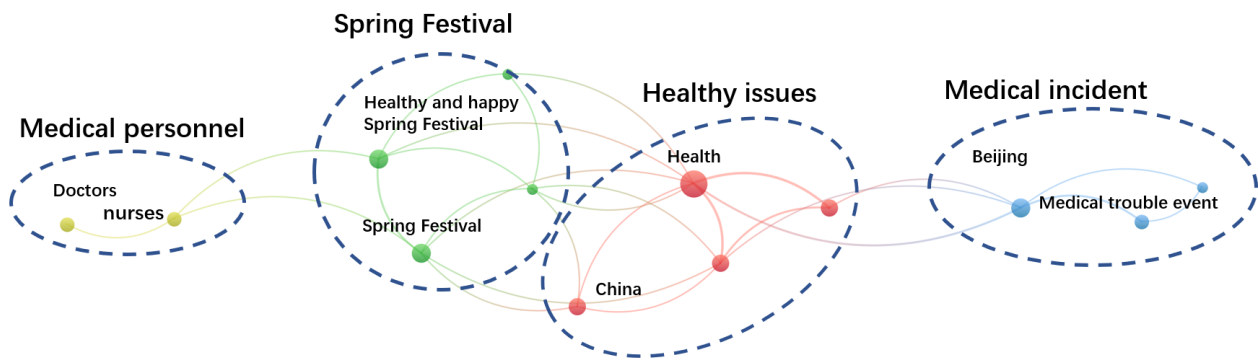 Spring Festival
Healthy and happy
Spring Festival
Spring Festival
Medical personnel
Doctors
nurses
Healthy issues
Health
China
Medical incident
Beijing
Medical trouble event